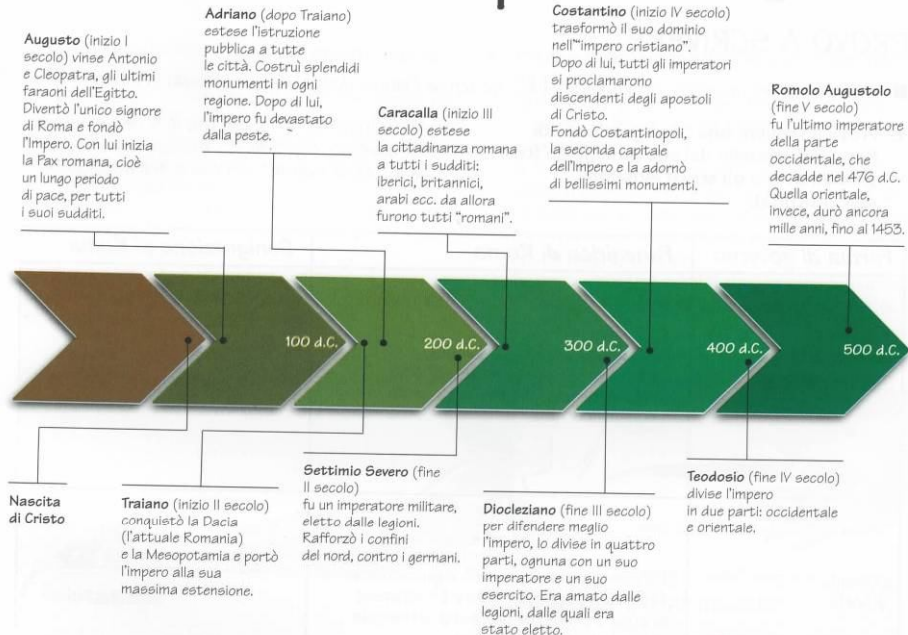 Augusto (inizio I
secolo) vinse Antonio
e Cleopatra, gli ultimi
faraoni dell'Egitto.
Diventò l'unico signore
di Roma e fondò
l'Impero. Con lui inizia
la Pax romana, cioè
un lungo periodo
di pace, per tutti
i suoi sudditi.
Adriano (dopo Traiano)
estese l'istruzione
pubblica a tutte
le città. Costruì splendidi
monumenti in ogni
regione. Dopo di lui,
l'impero fu devastato
dalla peste.
Caracalla (inizio III
secolo) estese
la cittadinanza romana
a tutti i sudditi:
iberici, britannici,
arabi ecc. da allora
furono tutti "romani".
Costantino (inizio IV secolo)
trasformò il suo dominio
nell'"impero cristiano".
Dopo di lui, tutti gli imperatori
si proclamarono
discendenti degli apostoli
di Cristo.
Fondò Costantinopoli,
la seconda capitale
dell'Impero e la adornò
di bellissimi monumenti.
Romolo Augustolo
(fine V secolo)
fu l'ultimo imperatore
della parte
occidentale, che
decadde nel 476 d.C.
Quella orientale,
invece, durò ancora
mille anni, fino al 1453.
100 d.C.
200 d.C.
300 d.C.
400 d.C.
500 d.C.
Nascita
di Cristo
Traiano (inizio II secolo)
conquistò la Dacia
(l'attuale Romania)
e la Mesopotamia e portò
l'impero alla sua
massima estensione.
Settimio Severo (fine
II secolo)
fu un imperatore militare,
eletto dalle legioni.
Rafforzò i confini
del nord, contro i germani.
Diocleziano (fine III secolo)
per difendere meglio
l'impero, lo divise in quattro
parti, ognuna con un suo
imperatore e un suo
esercito. Era amato dalle
legioni, dalle quali era
stato eletto.
Teodosio (fine IV secolo)
divise l'impero
in due parti: occidentale
e orientale.